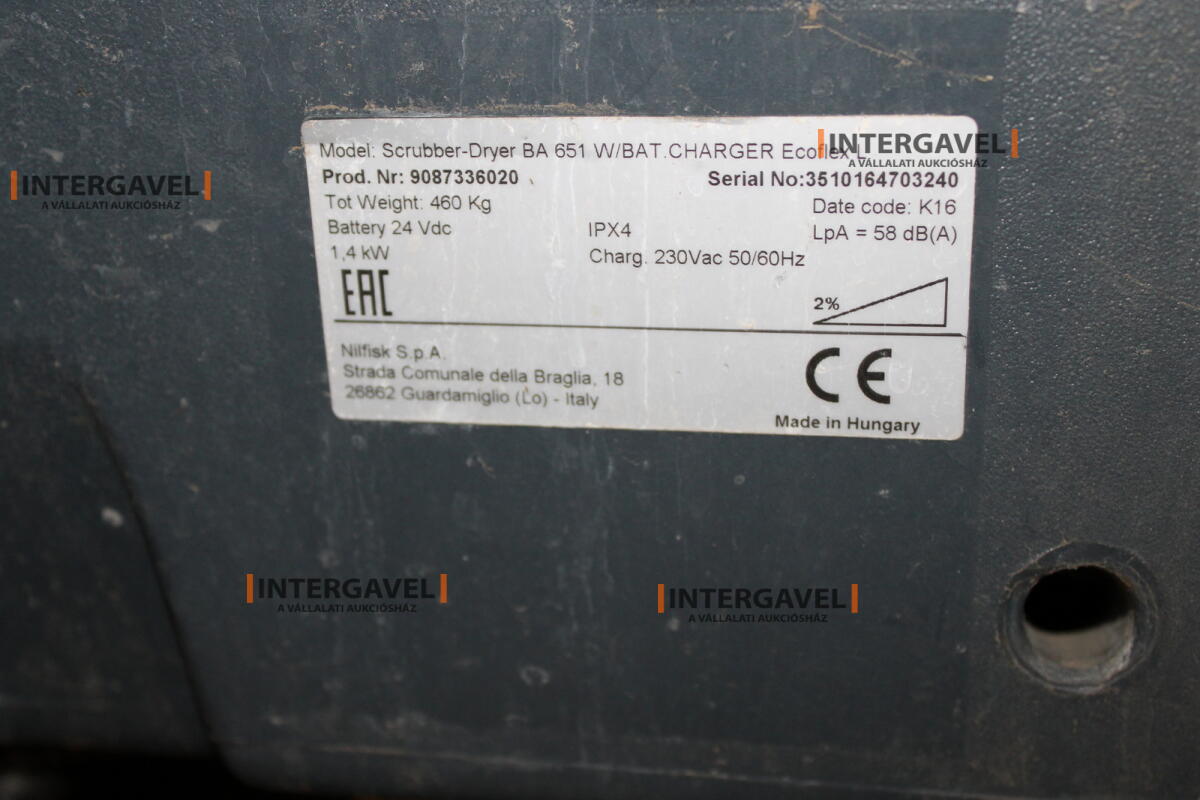 Model: Scrubber-Dryer BA 651 W/BAT.CHARGER Ecoflex L
Prod. Nr: 9087336020
Serial No:3510164703240
Tot Weight: 460 Kg
Date code: K16
Battery 24 Vdc
IPX4
LpA = 58 dB(A)
1,4 kW
Charg. 230Vac 50/60Hz
EAC
2%
Nilfisk S.p.A.
Strada Comunale della Braglia, 18
26862 Guardamiglio (Lo) - Italy
CE
Made in Hungary
INTERGAVEL
A VÁLLALATI AUKCIÓSHÁZ
INTERGAVEL
A VÁLLALATI AUKCIÓSHÁZ
INTERGAVEL
A VÁLLALATI AUKCIÓSHÁZ
INTERGAVEL
A VÁLLALATI AUKCIÓSHÁZ